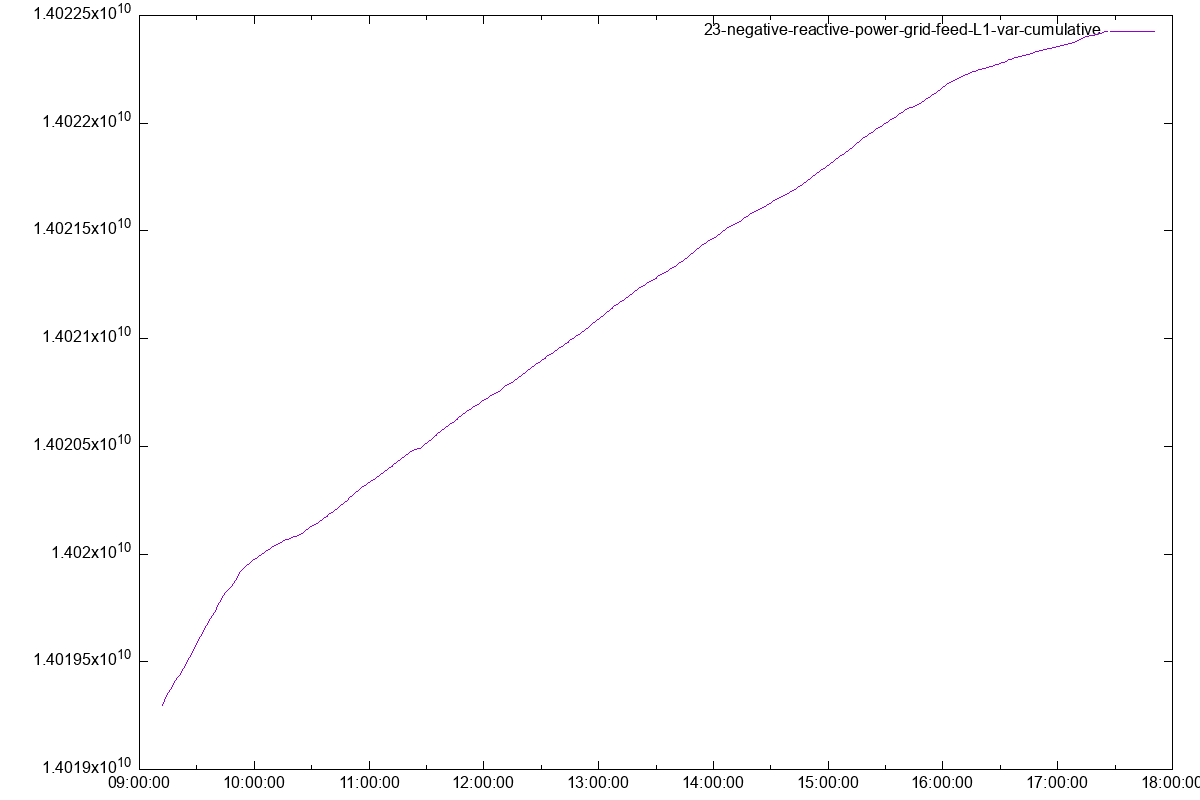 1.40225x10^10
23-negative-reactive-power-grid-feed-L1-var-cumulative
1.4022x10^10
1.40215x10^10
1.4021x10^10
1.40205x10^10
1.402x10^10
1.40195x10^10
1.4019x10^10
09:00:00 10:00:00 11:00:00 12:00:00 13:00:00 14:00:00 15:00:00 16:00:00 17:00:00 18:00:00